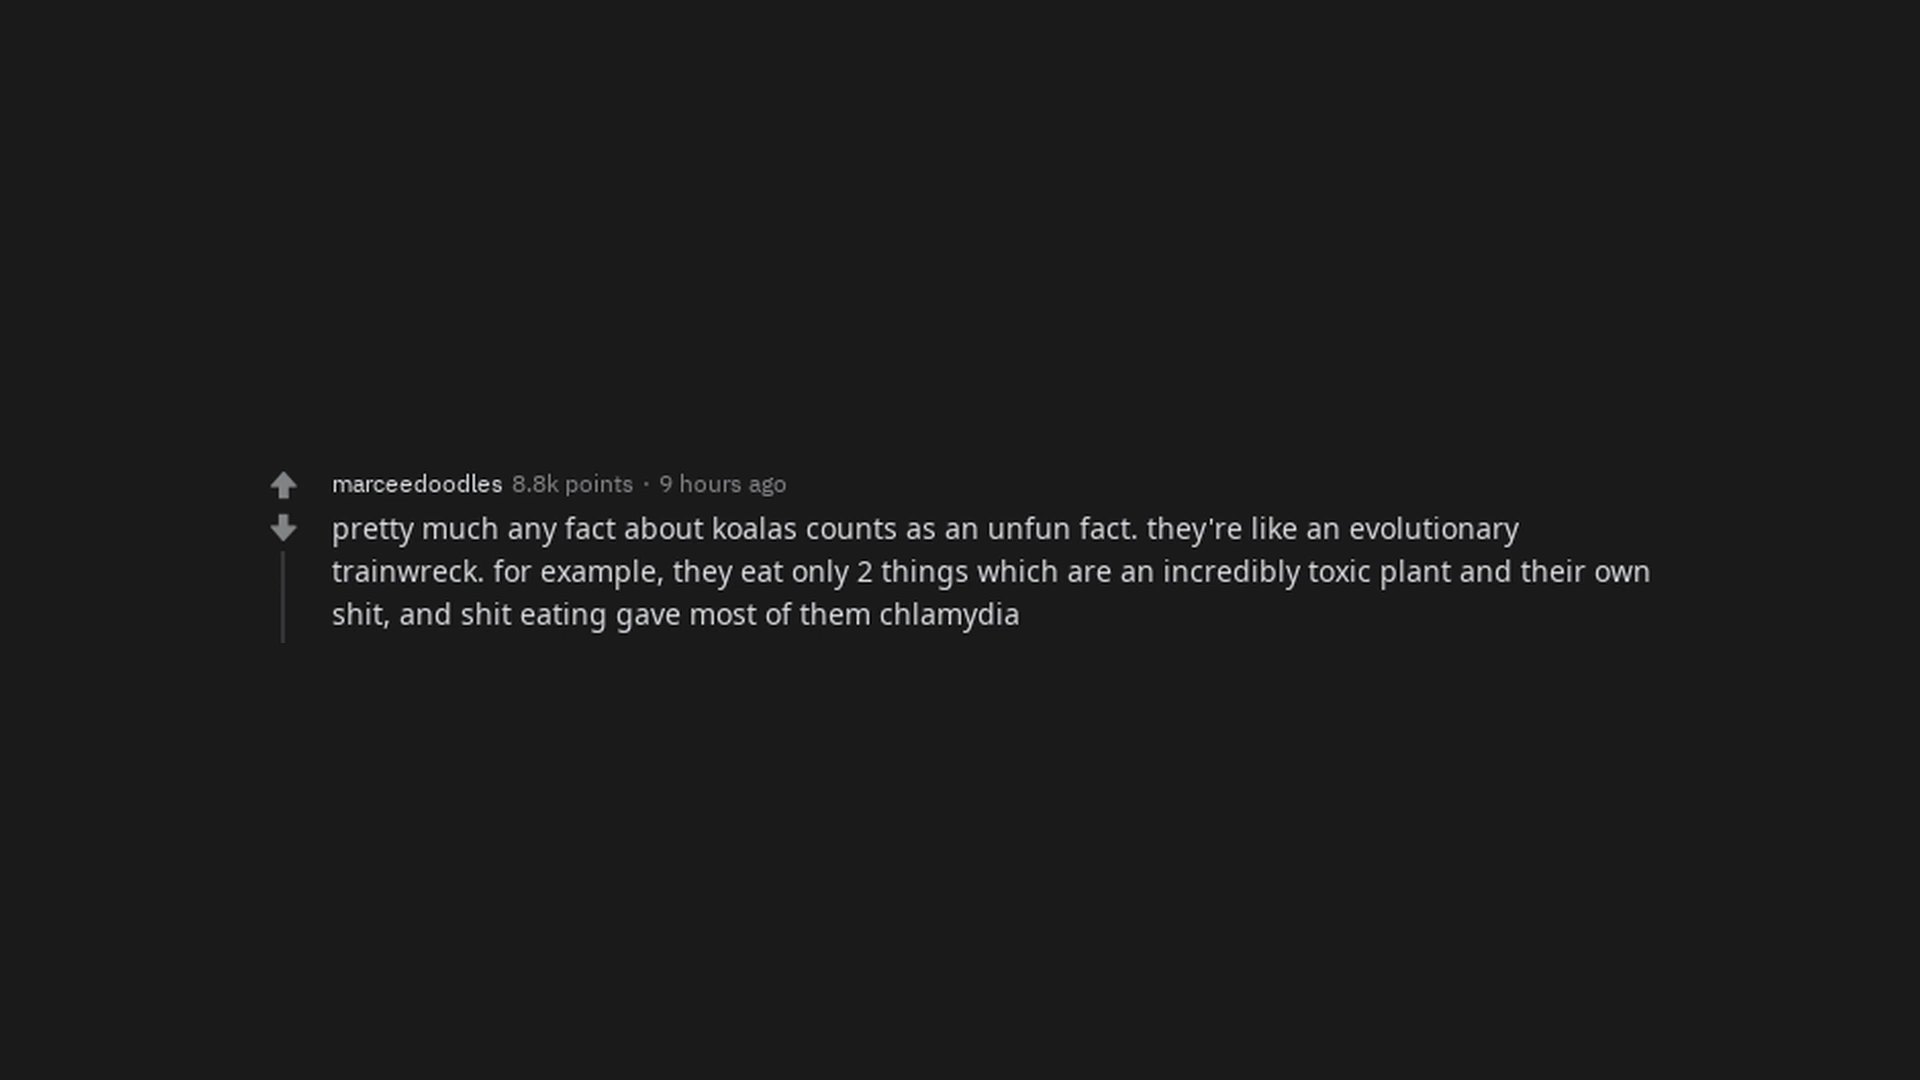 marceedoodles 8.8k points · 9 hours ago
pretty much any fact about koalas counts as an unfun fact. they're like an evolutionary
trainwreck. for example, they eat only 2 things which are an incredibly toxic plant and their own
shit, and shit eating gave most of them chlamydia